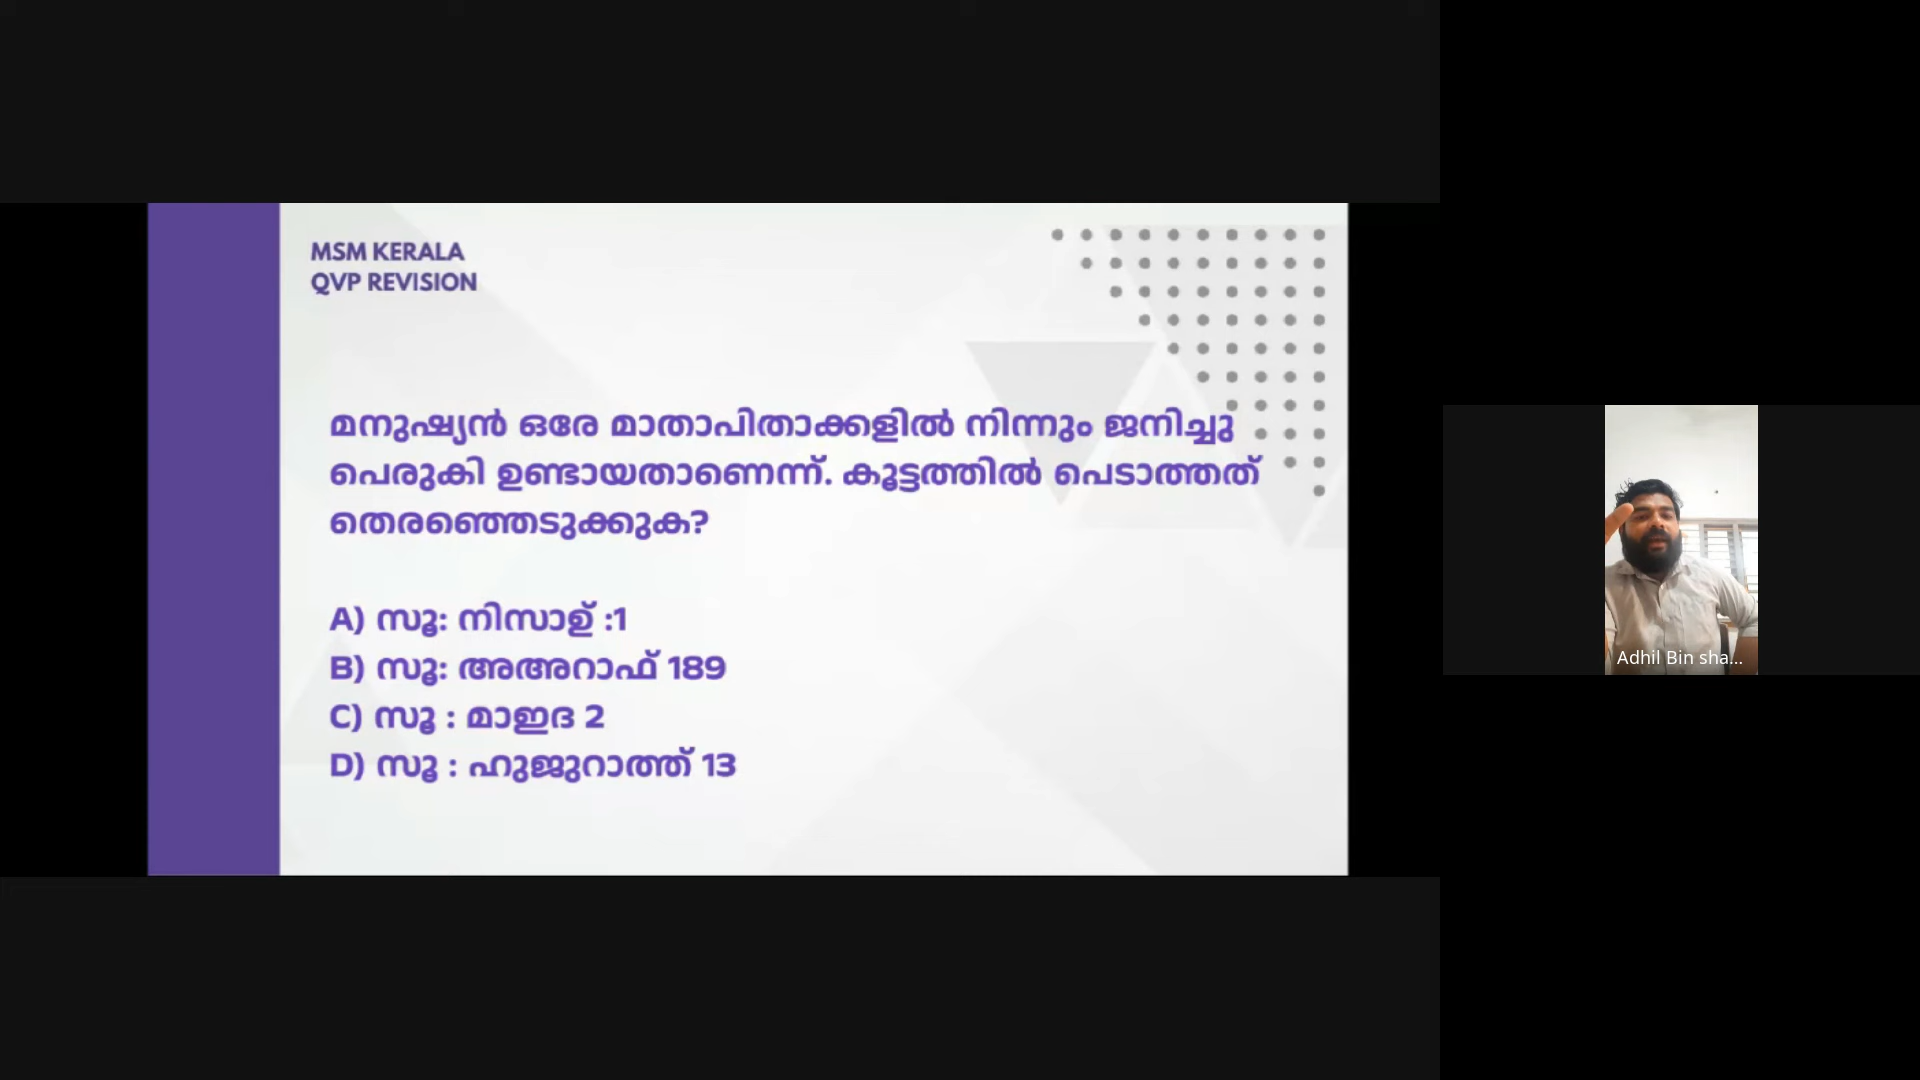 MSM KERALA
QVP REVISION
മനുഷ്യൻ ഒരേ മാതാപിതാക്കളിൽ നിന്നും ജനിച്ചു
പെരുകി ഉണ്ടായതാണെന്ന്. കൂട്ടത്തിൽ പെടാത്തത്
തെരഞ്ഞെടുക്കുക?
A) സൂ: നിസാഉ് :1
B) സൂ: അഅറാഫ് 189
C) സൂ : മാഇദ 2
D) സൂ : ഹുജുറാത്ത് 13
Adhil Bin sha...